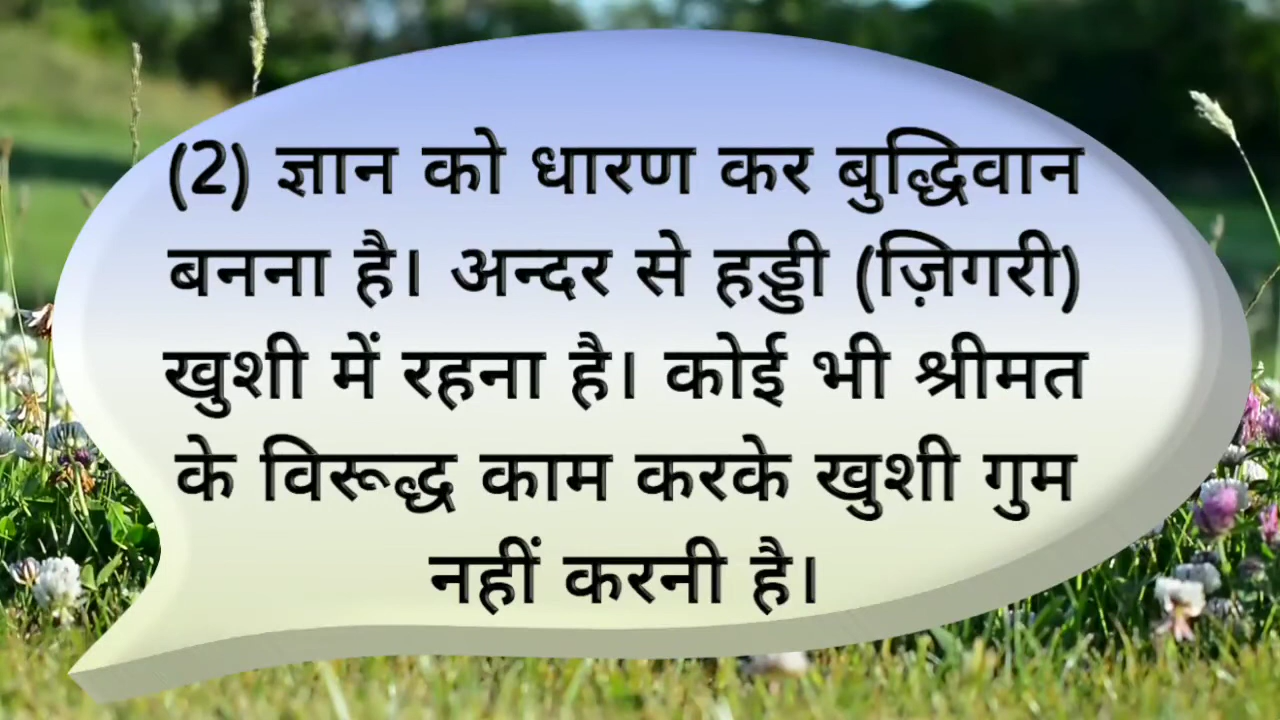 (2) ज्ञान को धारण कर बुद्धिवान
बनना है। अन्दर से हड्डी (ज़िगरी)
खुशी में रहना है। कोई भी श्रीमत
के विरूद्ध काम करके खुशी गुम
नहीं करनी है।